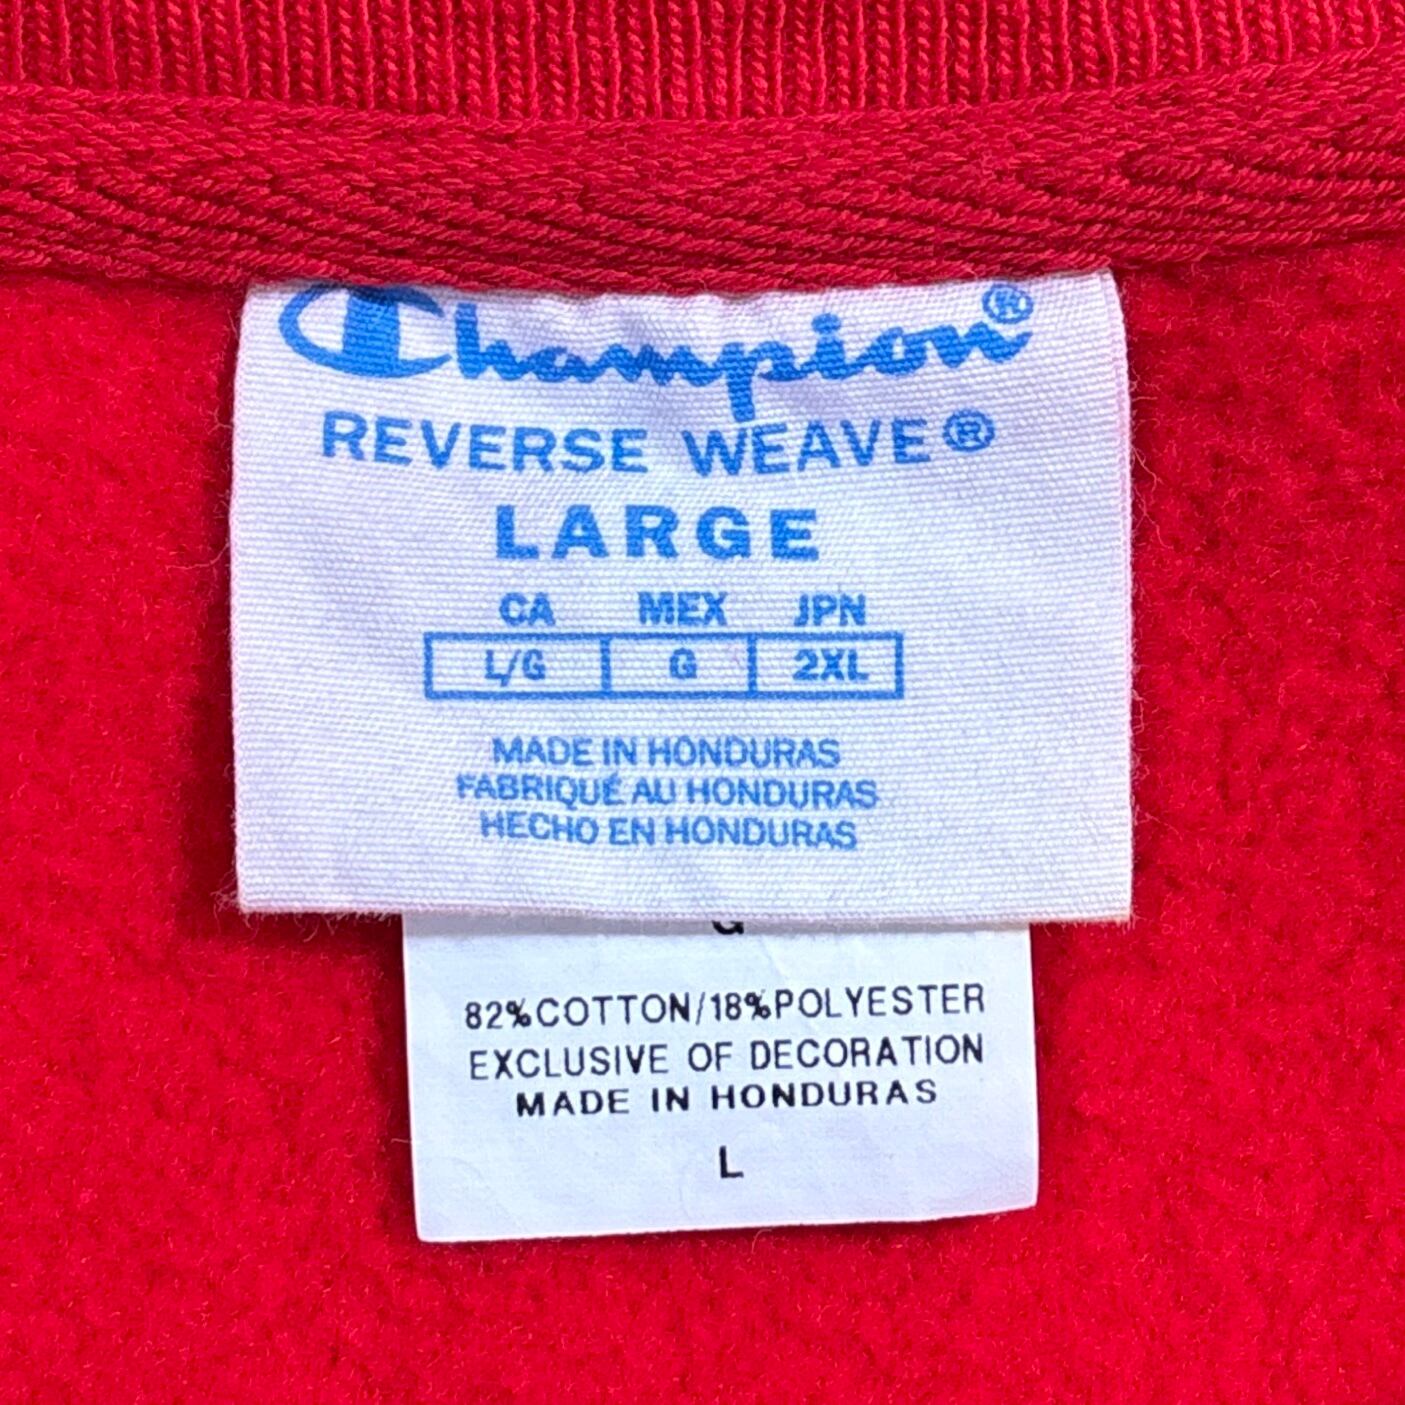 Champion®
REVERSE WEAVE®
LARGE
CA MEX JPN
L/G G 2XL
MADE IN HONDURAS
FABRIQUÉ AU HONDURAS
HECHO EN HONDURAS
82%COTTON/18%POLYESTER
EXCLUSIVE OF DECORATION
MADE IN HONDURAS
L